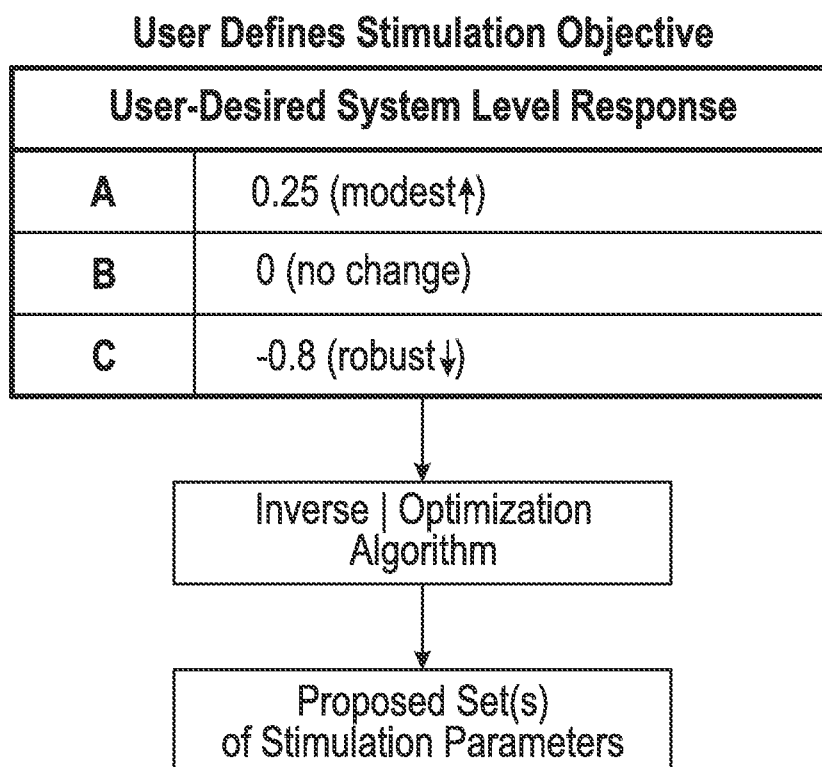 User Defines Stimulation Objective
User-Desired System Level Response
A 0.25 (modest↑)
B 0 (no change)
C -0.8 (robust↓)
Inverse | Optimization
Algorithm
Proposed Set(s)
of Stimulation Parameters